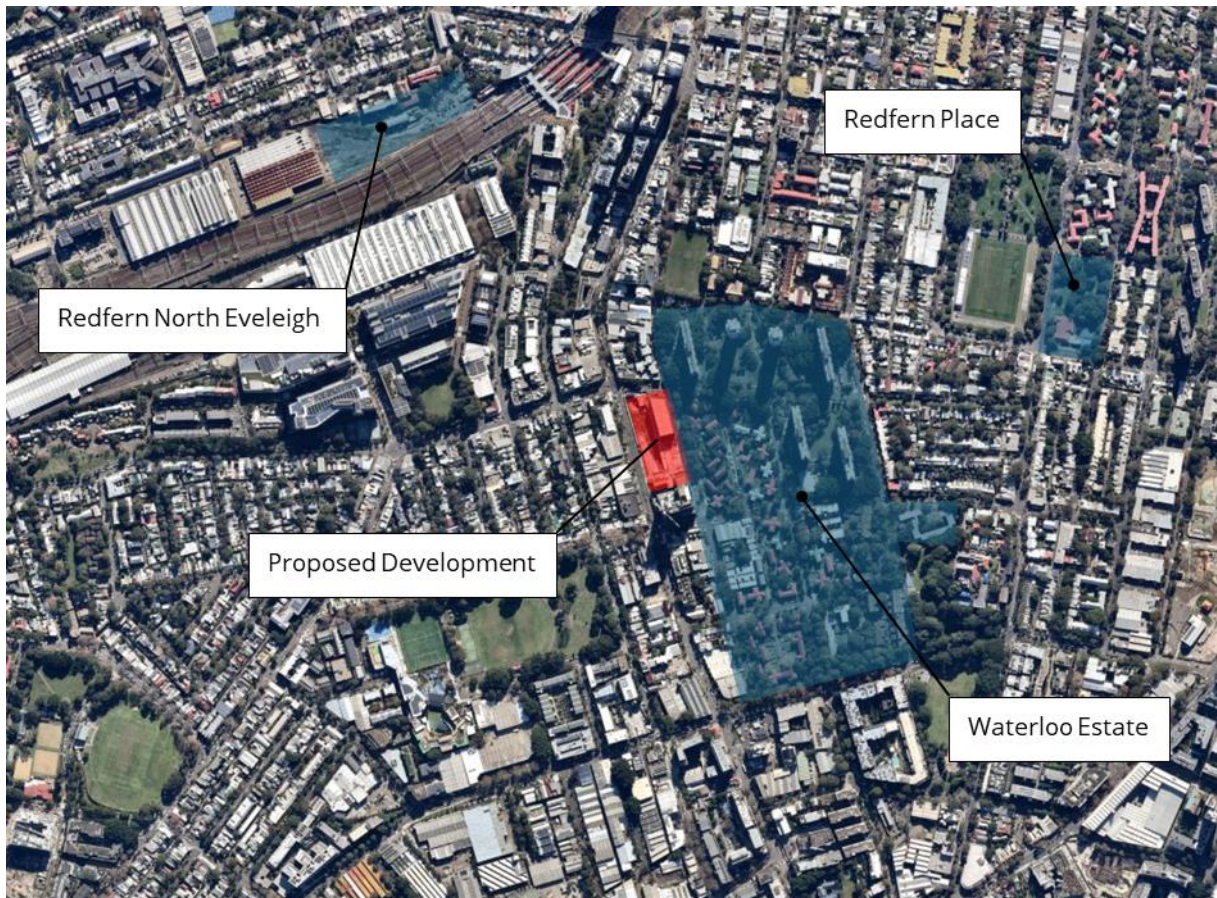 Redfern Place
Redfern North Eveleigh
Proposed Development
Waterloo Estate